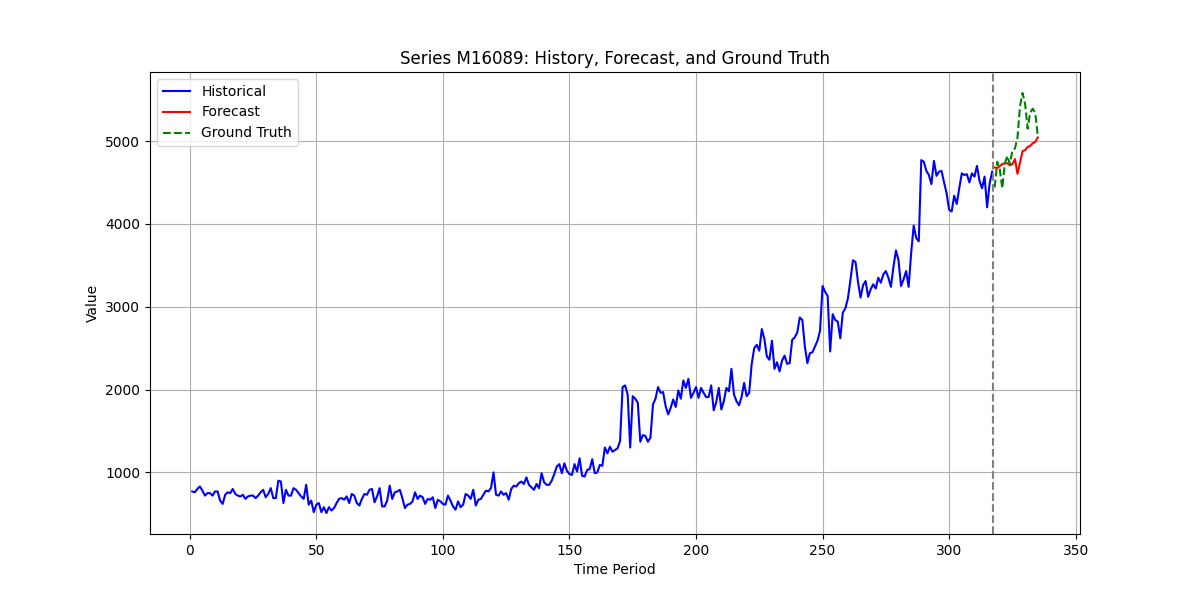 Series M16089: History, Forecast, and Ground Truth
Historical
Forecast
Ground Truth
Value
5000
4000
3000
2000
1000
0 50 100 150 200 250 300 350
Time Period